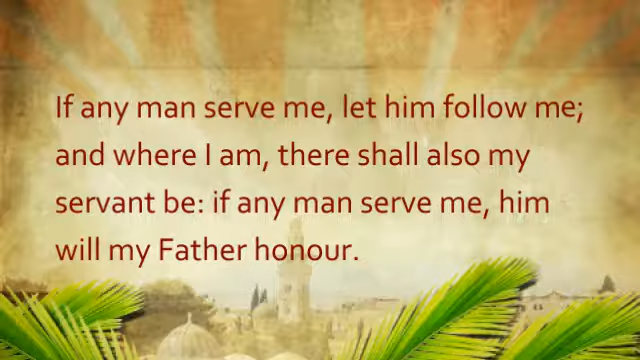 If any man serve me, let him follow me;
and where I am, there shall also my
servant be: if any man serve me, him
will my Father honour.